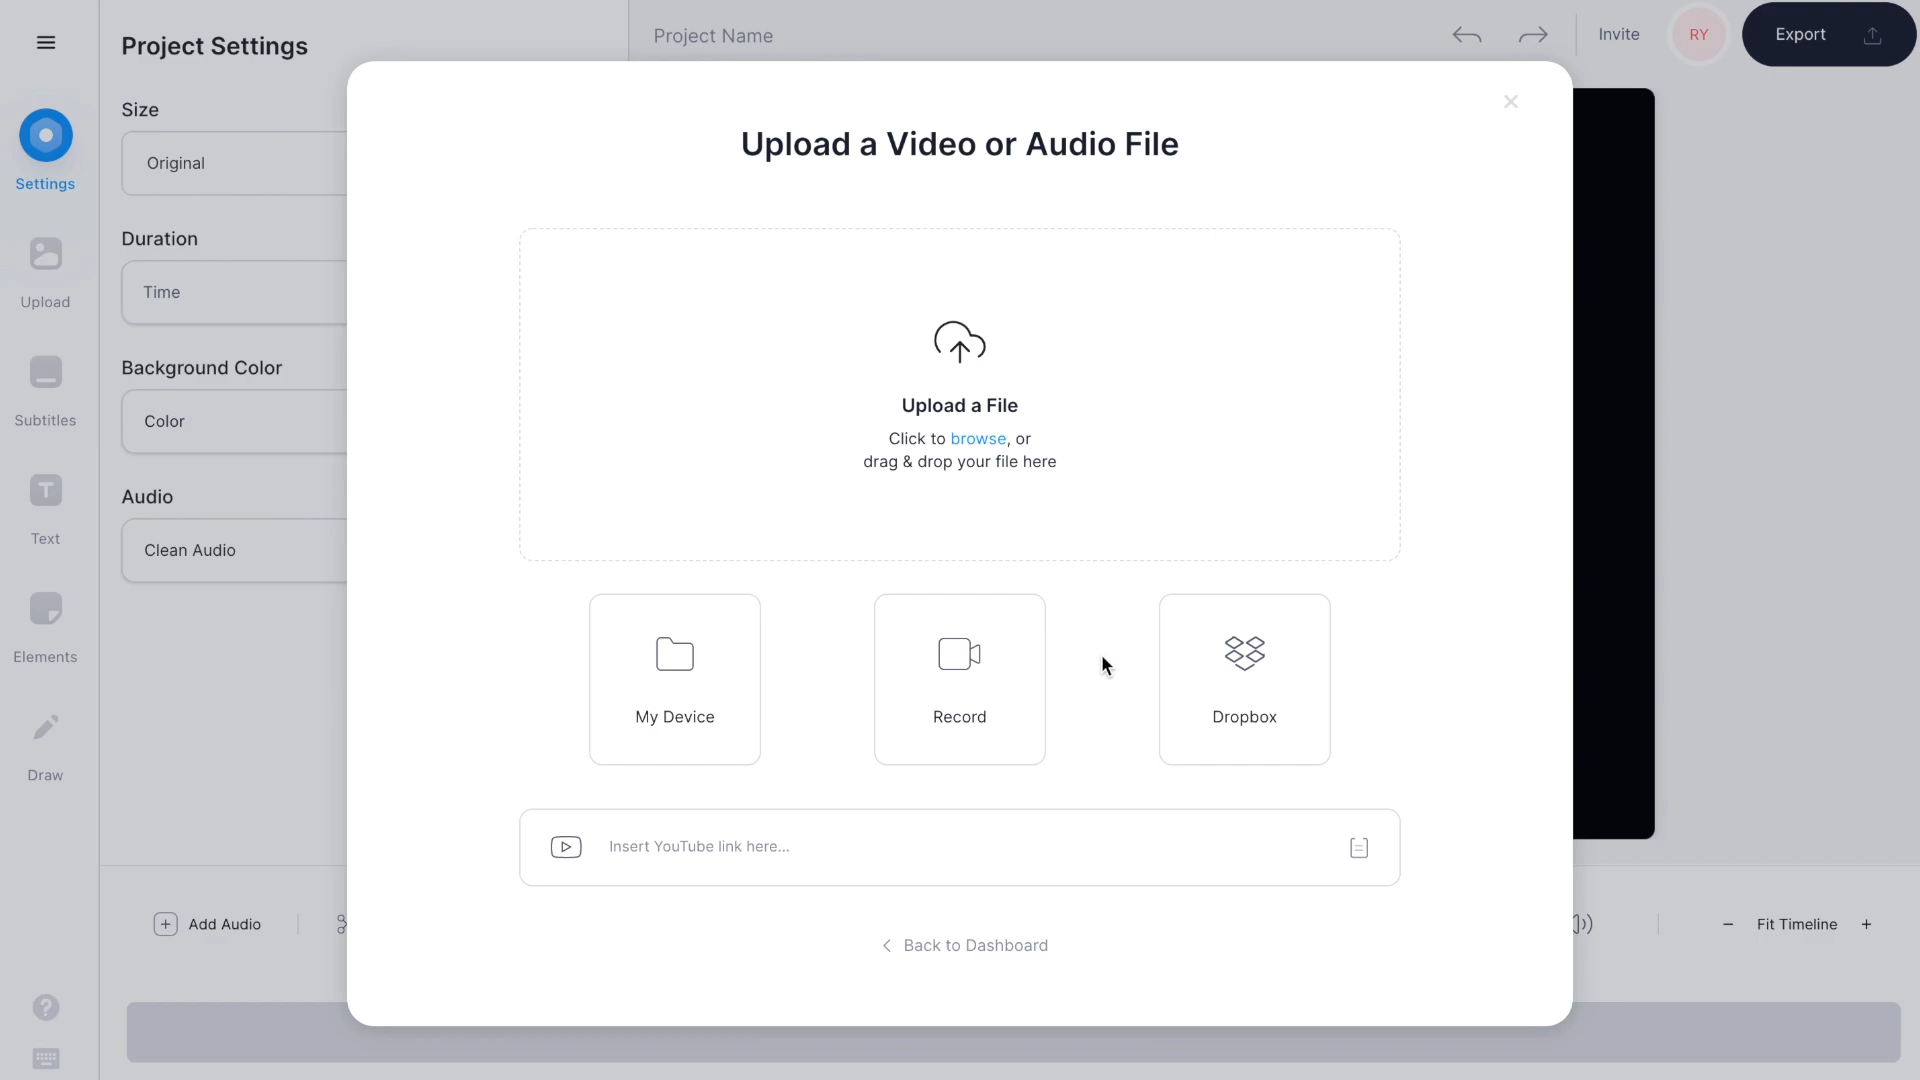 Project Settings
Project Name
Invite
RY
Export
Size
Original
Settings
Duration
Time
Upload
Background Color
Color
Subtitles
Audio
Clean Audio
Text
Elements
Draw
Upload a Video or Audio File
Upload a File
Click to browse, or
drag & drop your file here
My Device
Record
Dropbox
Insert YouTube link here...
Back to Dashboard
Add Audio
Fit Timeline